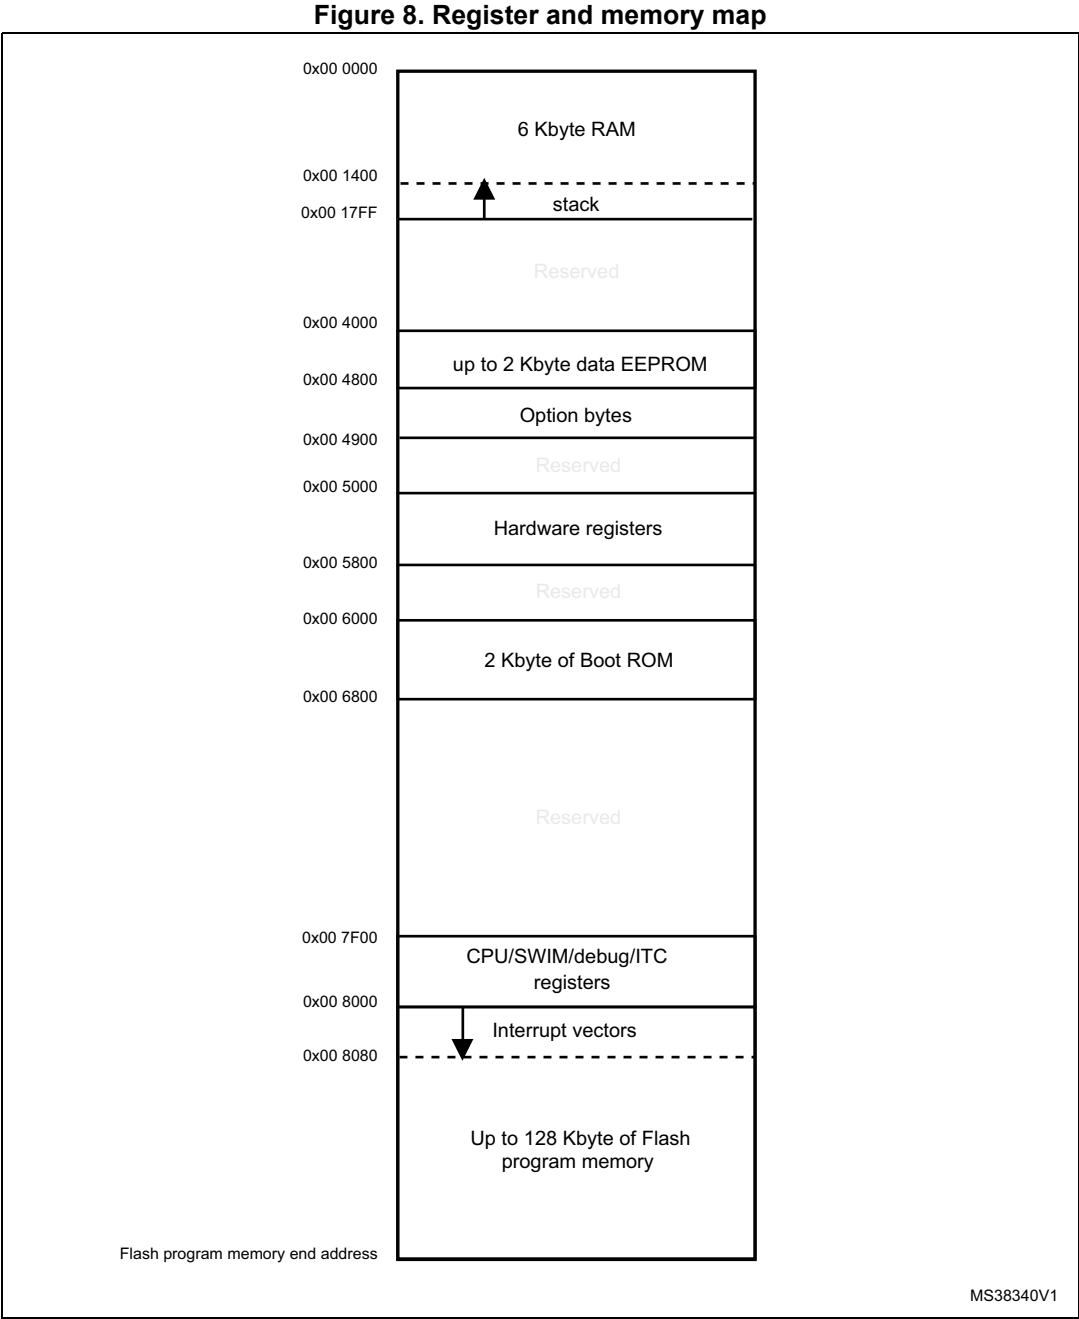 Figure 8. Register and memory map
0x00 0000
6 Kbyte RAM
0x00 1400
stack
0x00 17FF
Reserved
0x00 4000
up to 2 Kbyte data EEPROM
0x00 4800
Option bytes
0x00 4900
Reserved
0x00 5000
Hardware registers
0x00 5800
Reserved
0x00 6000
2 Kbyte of Boot ROM
0x00 6800
Reserved
0x00 7F00
CPU/SWIM/debug/ITC
registers
0x00 8000
Interrupt vectors
0x00 8080
Up to 128 Kbyte of Flash
program memory
Flash program memory end address
MS38340V1